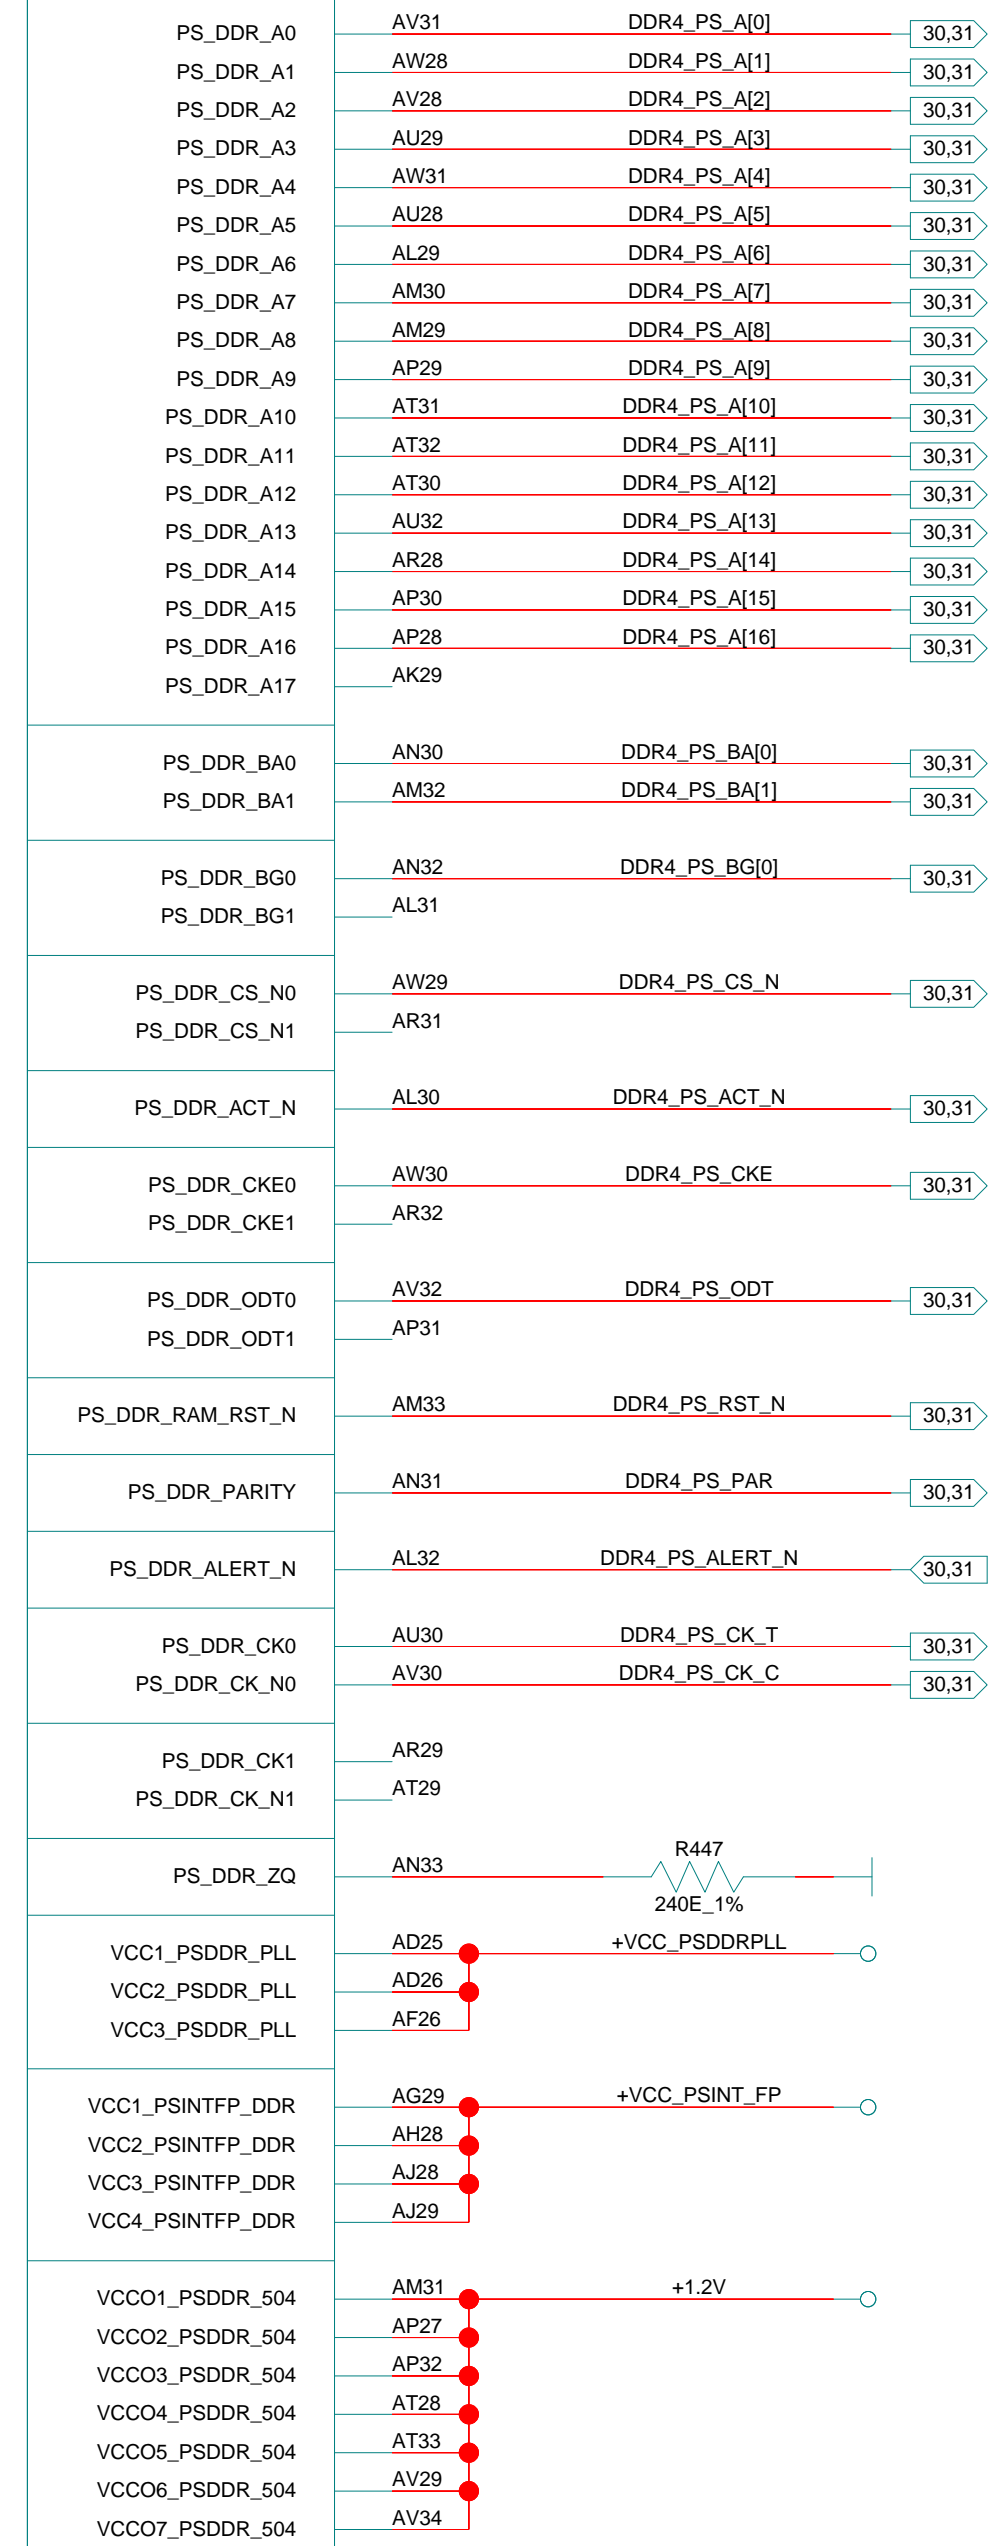 PS_DDR_A0 AV31 DDR4_PS_A[0] 30,31
PS_DDR_A1 AW28 DDR4_PS_A[1] 30,31
PS_DDR_A2 AV28 DDR4_PS_A[2] 30,31
PS_DDR_A3 AU29 DDR4_PS_A[3] 30,31
PS_DDR_A4 AW31 DDR4_PS_A[4] 30,31
PS_DDR_A5 AU28 DDR4_PS_A[5] 30,31
PS_DDR_A6 AL29 DDR4_PS_A[6] 30,31
PS_DDR_A7 AM30 DDR4_PS_A[7] 30,31
PS_DDR_A8 AM29 DDR4_PS_A[8] 30,31
PS_DDR_A9 AP29 DDR4_PS_A[9] 30,31
PS_DDR_A10 AT31 DDR4_PS_A[10] 30,31
PS_DDR_A11 AT32 DDR4_PS_A[11] 30,31
PS_DDR_A12 AT30 DDR4_PS_A[12] 30,31
PS_DDR_A13 AU32 DDR4_PS_A[13] 30,31
PS_DDR_A14 AR28 DDR4_PS_A[14] 30,31
PS_DDR_A15 AP30 DDR4_PS_A[15] 30,31
PS_DDR_A16 AP28 DDR4_PS_A[16] 30,31
PS_DDR_A17 AK29
PS_DDR_BA0 AN30 DDR4_PS_BA[0] 30,31
PS_DDR_BA1 AM32 DDR4_PS_BA[1] 30,31
PS_DDR_BG0 AN32 DDR4_PS_BG[0] 30,31
PS_DDR_BG1 AL31
PS_DDR_CS_N0 AW29 DDR4_PS_CS_N 30,31
PS_DDR_CS_N1 AR31
PS_DDR_ACT_N AL30 DDR4_PS_ACT_N 30,31
PS_DDR_CKE0 AW30 DDR4_PS_CKE 30,31
PS_DDR_CKE1 AR32
PS_DDR_ODT0 AV32 DDR4_PS_ODT 30,31
PS_DDR_ODT1 AP31
PS_DDR_RAM_RST_N AM33 DDR4_PS_RST_N 30,31
PS_DDR_PARITY AN31 DDR4_PS_PAR 30,31
PS_DDR_ALERT_N AL32 DDR4_PS_ALERT_N 30,31
PS_DDR_CK0 AU30 DDR4_PS_CK_T 30,31
PS_DDR_CK_N0 AV30 DDR4_PS_CK_C 30,31
PS_DDR_CK1 AR29
PS_DDR_CK_N1 AT29
R447
PS_DDR_ZQ AN33
240E_1%
VCC1_PSDDR_PLL AD25 +VCC_PSDDRPLL
VCC2_PSDDR_PLL AD26
VCC3_PSDDR_PLL AF26
VCC1_PSINTFP_DDR AG29 +VCC_PSINT_FP
VCC2_PSINTFP_DDR AH28
VCC3_PSINTFP_DDR AJ28
VCC4_PSINTFP_DDR AJ29
VCCO1_PSDDR_504 AM31 +1.2V
VCCO2_PSDDR_504 AP27
VCCO3_PSDDR_504 AP32
VCCO4_PSDDR_504 AT28
VCCO5_PSDDR_504 AT33
VCCO6_PSDDR_504 AV29
VCCO7_PSDDR_504 AV34